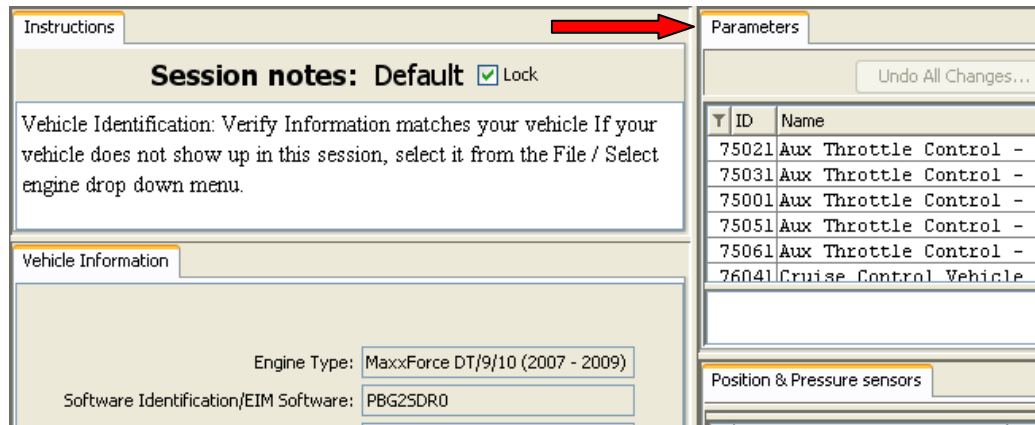 Instructions
Session notes: Default Lock
Vehicle Identification: Verify Information matches your vehicle If your
vehicle does not show up in this session, select it from the File / Select
engine drop down menu.
Vehicle Information
Engine Type: MaxxForce DT/9/10 (2007 - 2009)
Software Identification/EIM Software: PBG2SDR0
Parameters
Undo All Changes...
ID Name
75021 Aux Throttle Control -
75031 Aux Throttle Control -
75001 Aux Throttle Control -
75051 Aux Throttle Control -
75061 Aux Throttle Control -
76041 Cruise Control Vehicle
Position & Pressure sensors